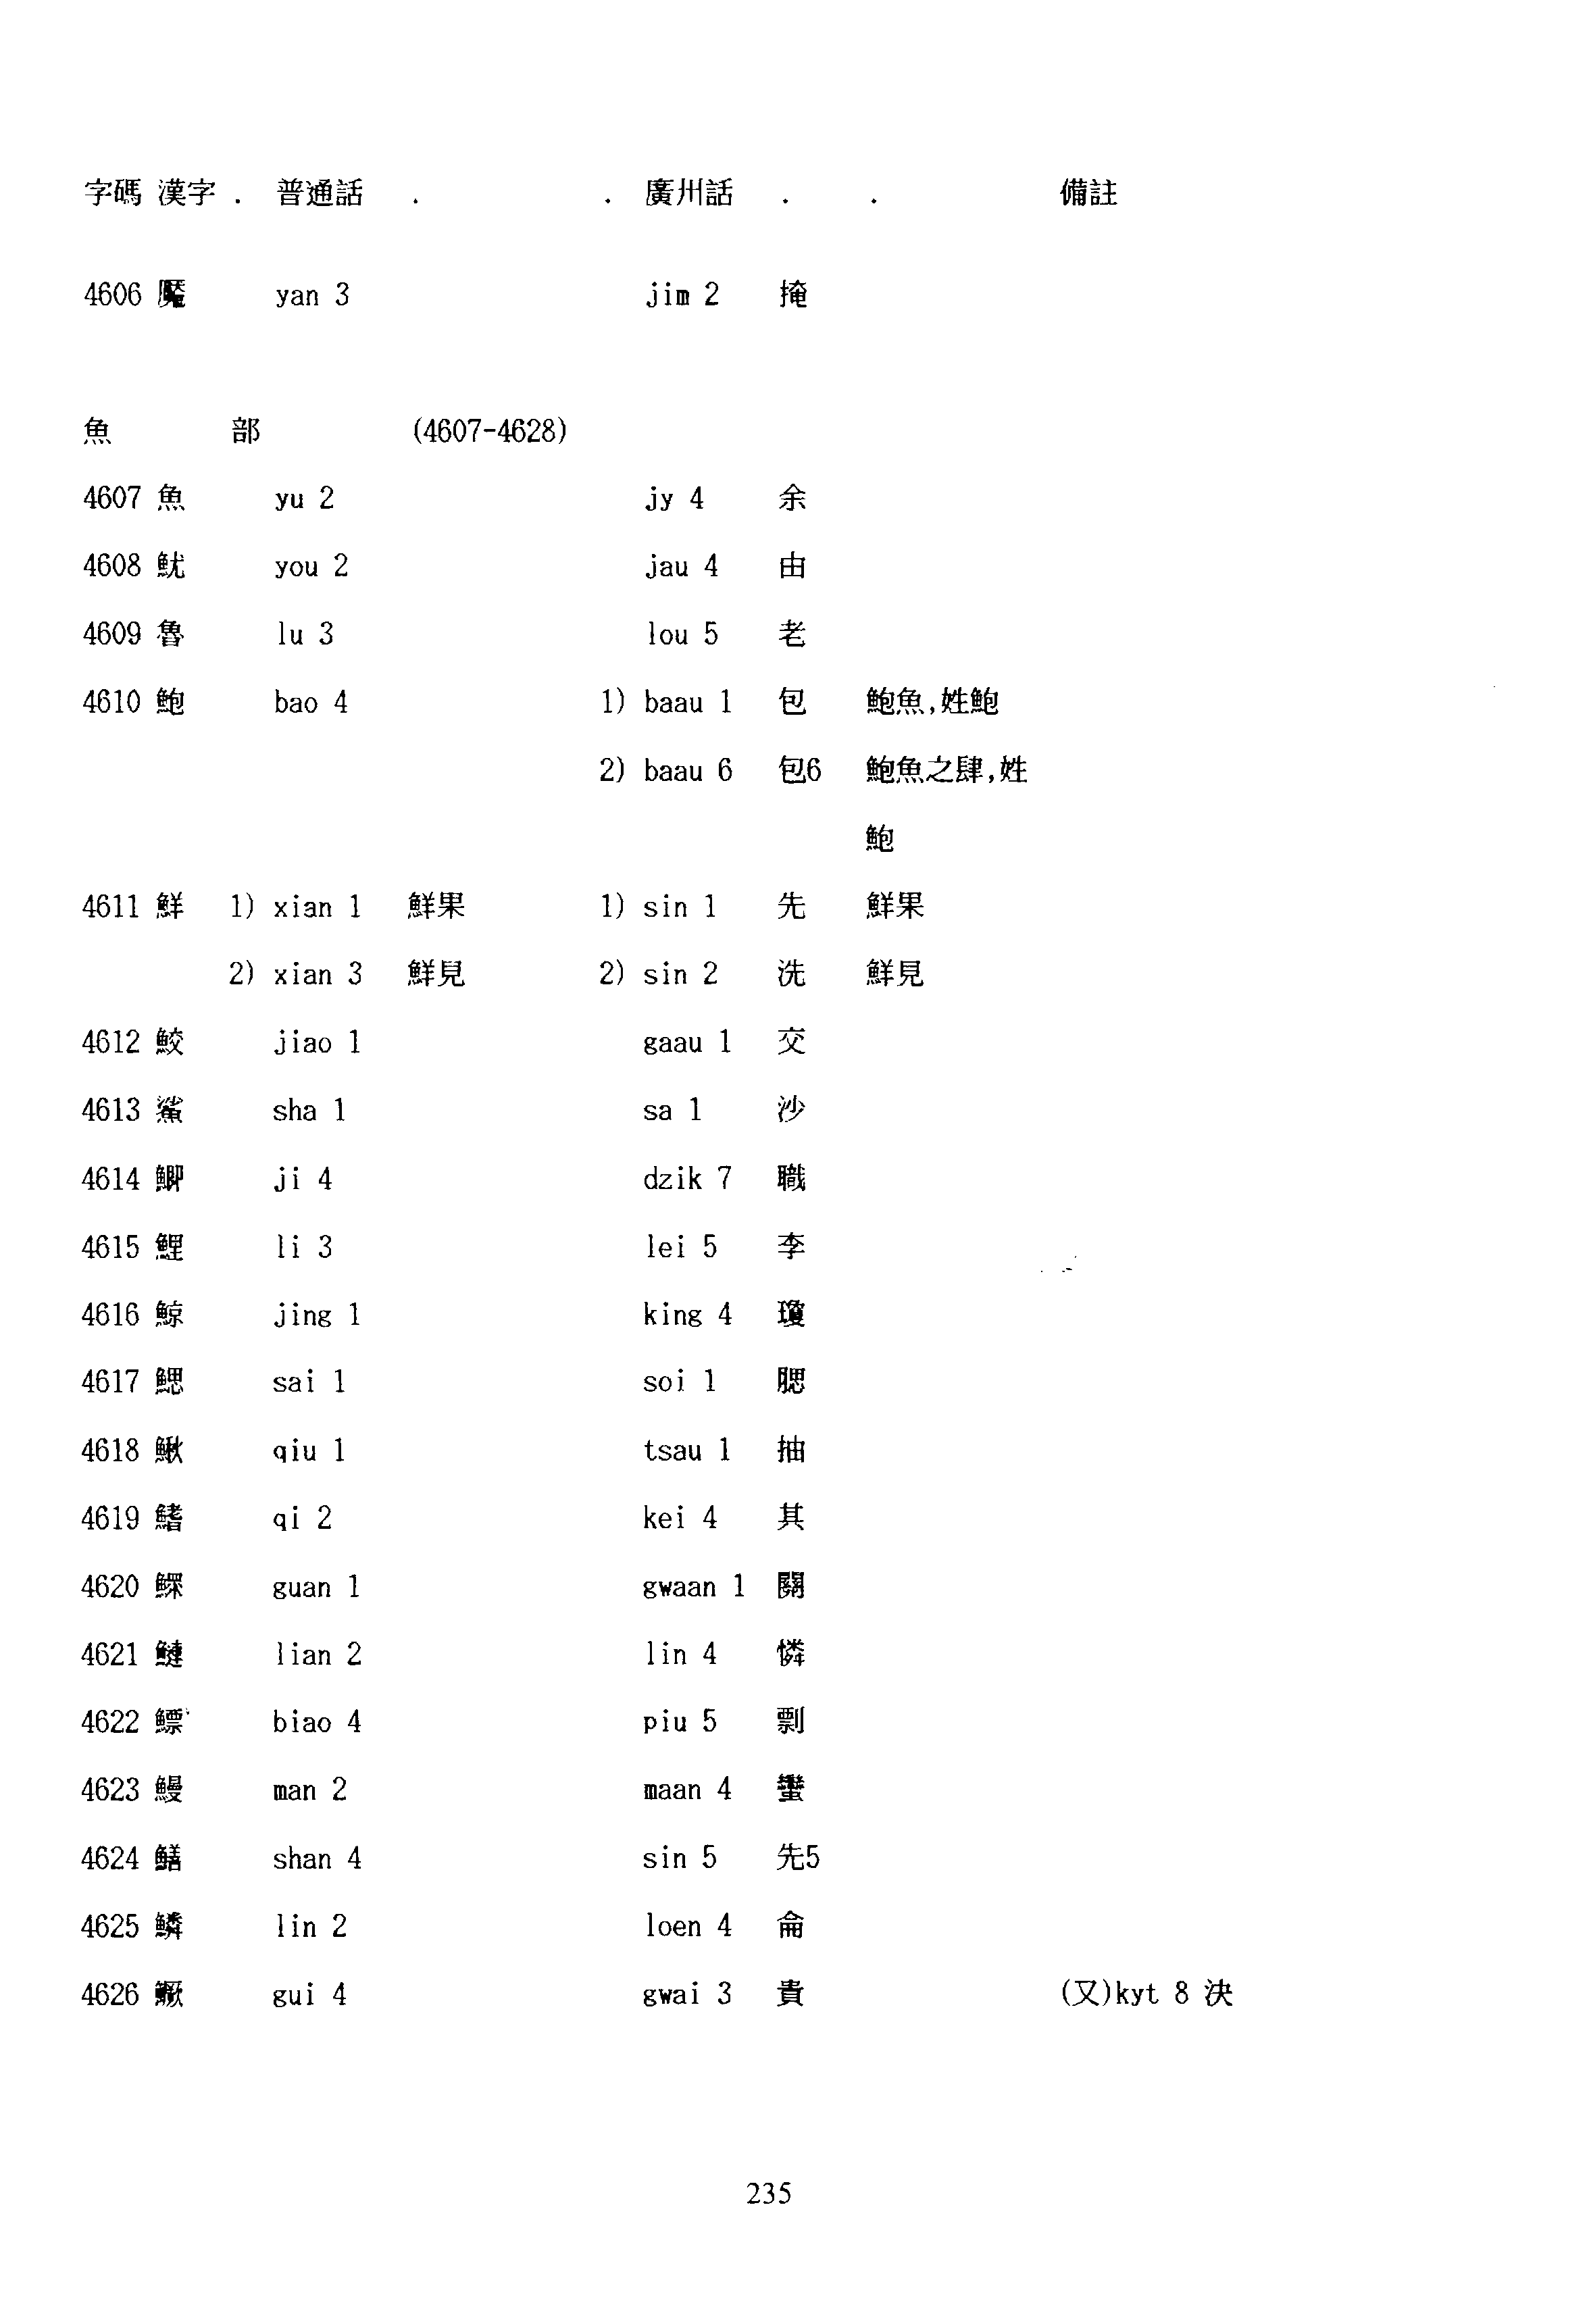 字碼 漢字 . 普通話 . . 廣州話 . . 備註
4606 魘 yan 3 jim 2 掩
魚 部 (4607-4628)
4607 魚 yu 2 jy 4 余
4608 魷 you 2 jau 4 由
4609 魯 lu 3 lou 5 老
4610 鮑 bao 4 1) baau 1 包 鮑魚,姓鮑
2) baau 6 包6 鮑魚之肆,姓
鮑
4611 鮮 1) xian 1 鮮果 1) sin 1 先 鮮果
2) xian 3 鮮見 2) sin 2 洗 鮮見
4612 鮫 jiao 1 gaau 1 交
4613 鯊 sha 1 sa 1 沙
4614 鯽 ji 4 dzik 7 職
4615 鯉 li 3 lei 5 李
4616 鯨 jing 1 king 4 瓊
4617 鰓 sai 1 soi 1 腮
4618 鰍 qiu 1 tsau 1 抽
4619 鰭 qi 2 kei 4 其
4620 鰥 guan 1 gwaan 1 關
4621 鰱 lian 2 lin 4 憐
4622 鰾 biao 4 piu 5 剽
4623 鰻 man 2 maan 4 蠻
4624 鱔 shan 4 sin 5 先5
4625 鱗 lin 2 loen 4 侖
4626 鱖 gui 4 gwai 3 貴 (又)kyt 8 決
235